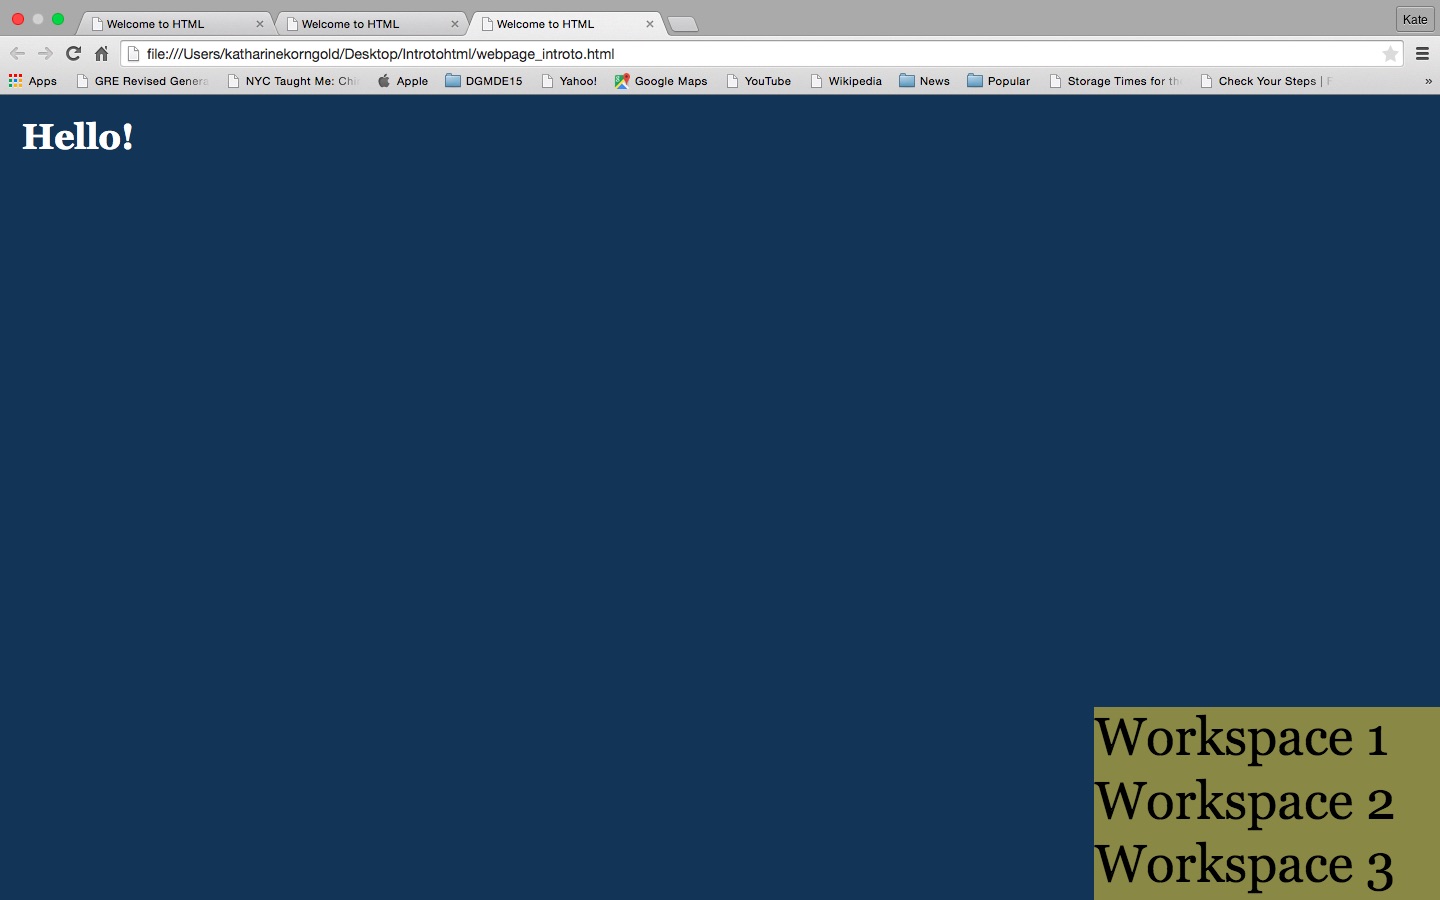 Welcome to HTML Welcome to HTML Welcome to HTML Kate
file:///Users/katharinekorngold/Desktop/Introtohtml/webpage_introto.html
Apps GRE Revised Genera NYC Taught Me: Chi Apple DGMDE15 Yahoo! Google Maps YouTube Wikipedia News Popular Storage Times for the Check Your Steps | »
Hello!
Workspace 1
Workspace 2
Workspace 3